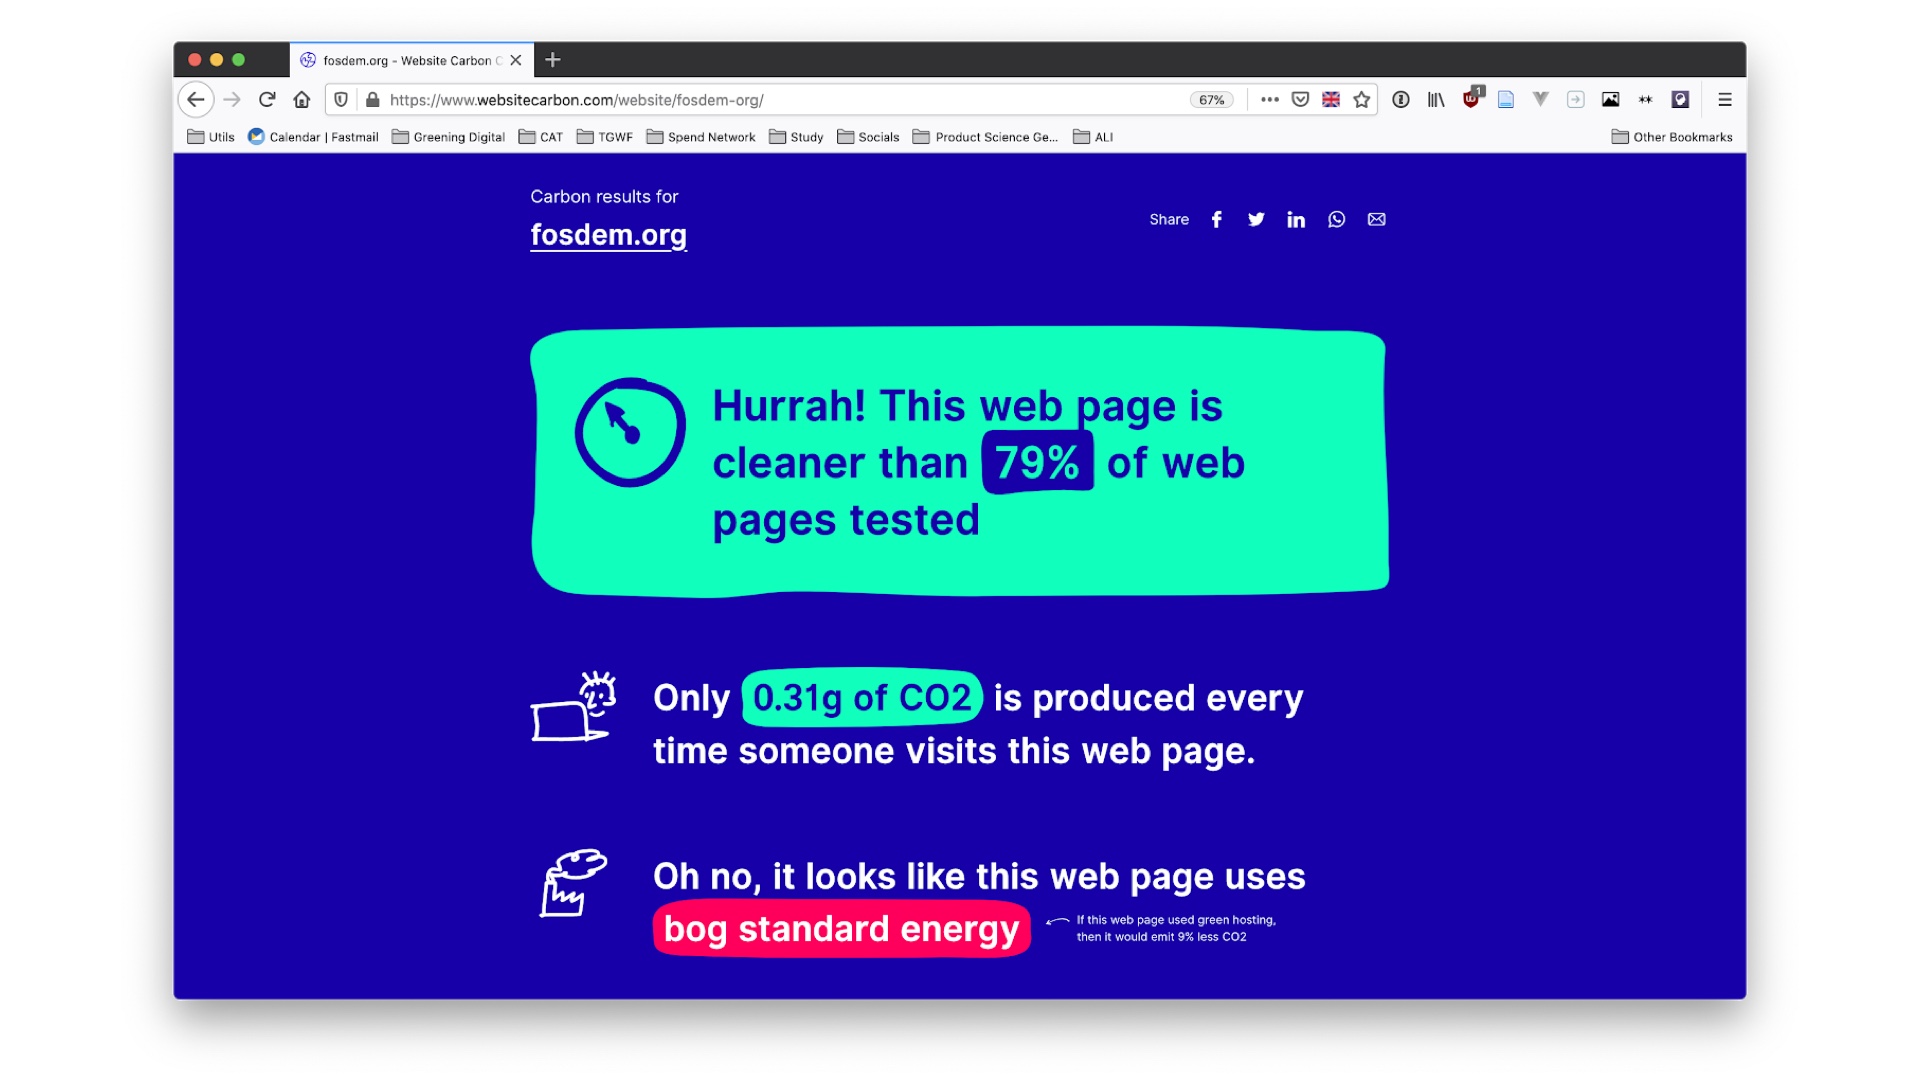 fosdem.org - Website Carbon C
https://www.websitecarbon.com/website/fosdem-org/
67%
1
Utils
Calendar | Fastmail
Greening Digital
CAT
TGWF
Spend Network
Study
Socials
Product Science Ge...
ALI
Other Bookmarks
Carbon results for
fosdem.org
Share
Hurrah! This web page is
cleaner than 79% of web
pages tested
Only 0.31g of CO2 is produced every
time someone visits this web page.
Oh no, it looks like this web page uses
bog standard energy
If this web page used green hosting,
then it would emit 9% less CO2